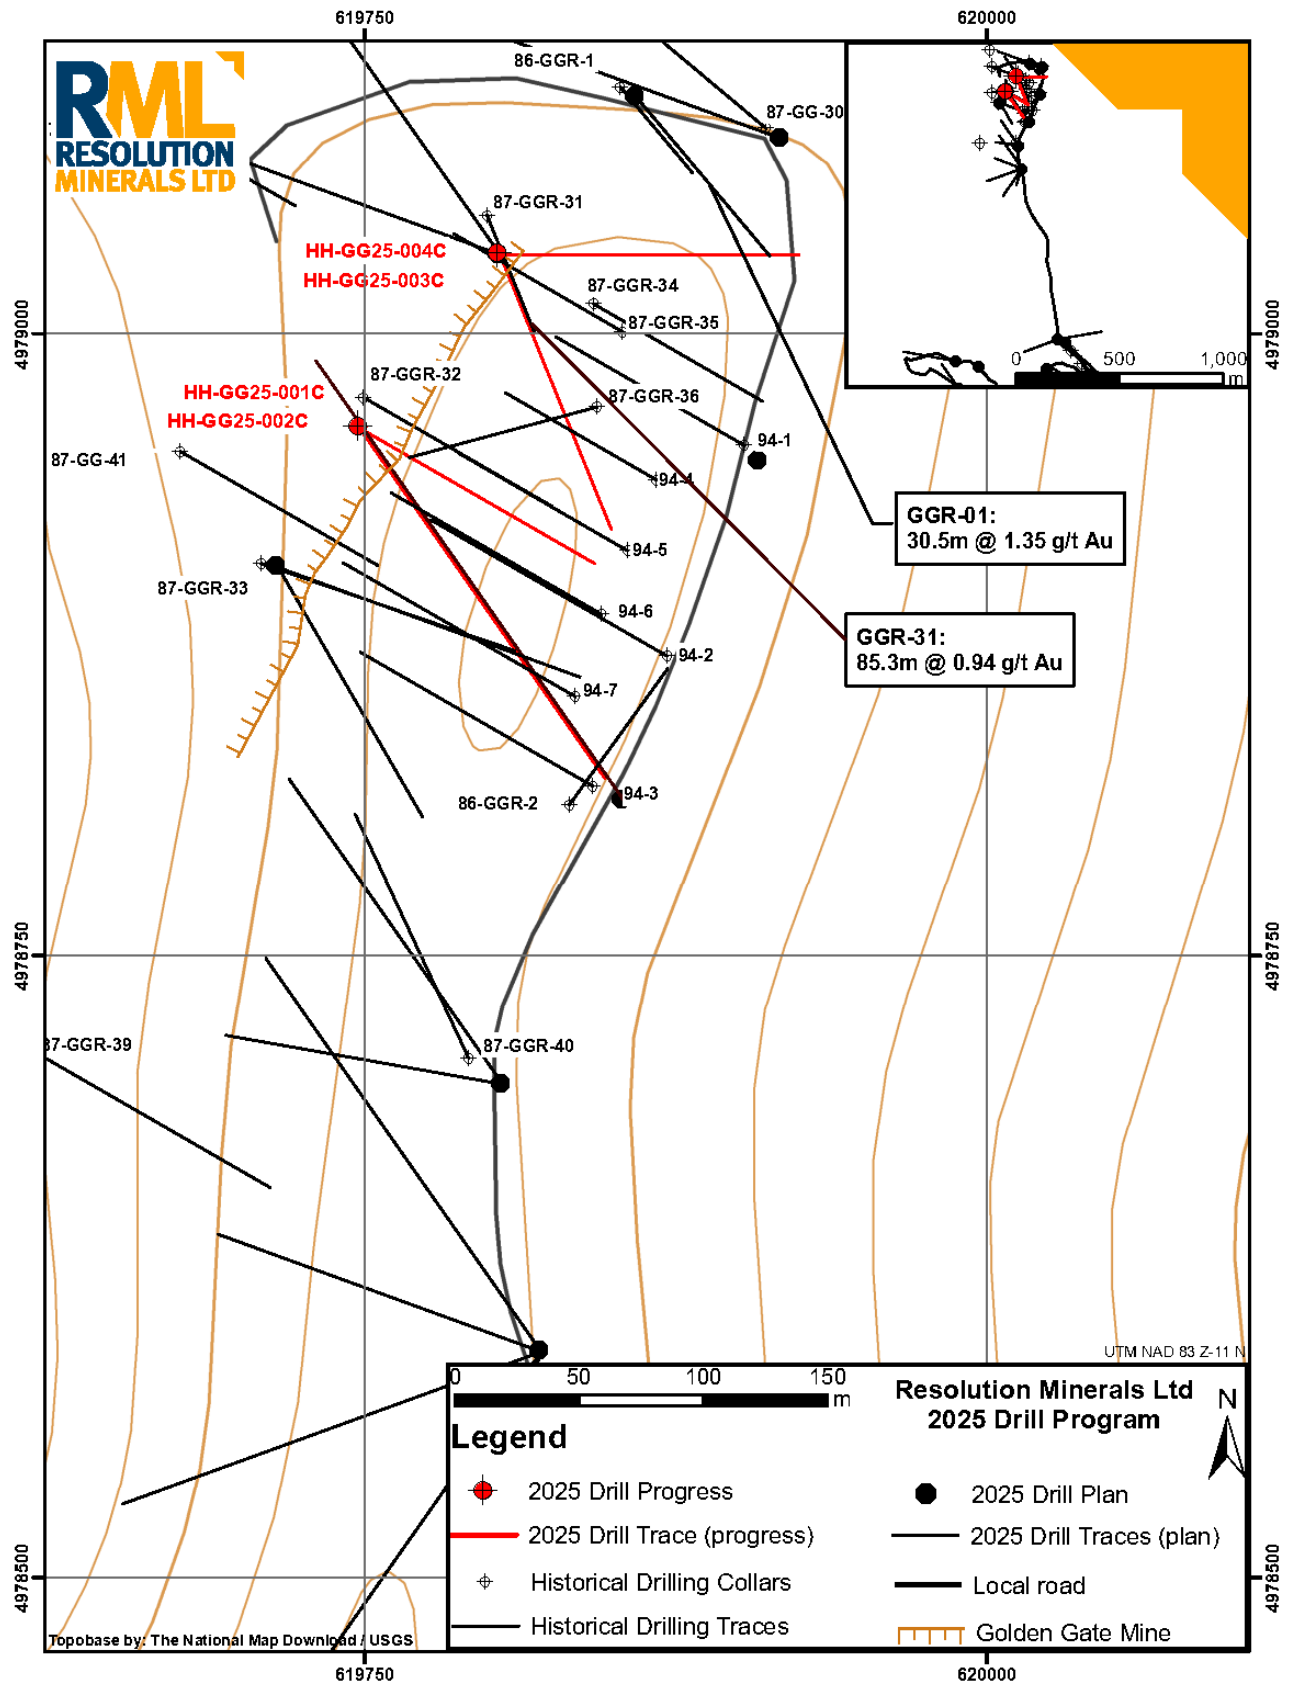 619750
620000
RML
RESOLUTION
MINERALS LTD
86-GGR-1
87-GG-30
87-GGR-31
HH-GG25-004C
HH-GG25-003C
87-GGR-34
87-GGR-35
4979000
4979000
0 500 1,000
m
87-GGR-32
HH-GG25-001C
HH-GG25-002C
87-GGR-36
94-1
87-GG-41
94-4
GGR-01:
30.5m @ 1.35 g/t Au
94-5
87-GGR-33
94-6
GGR-31:
85.3m @ 0.94 g/t Au
94-2
94-7
94-3
86-GGR-2
4978750
4978750
87-GGR-39
87-GGR-40
UTM NAD 83 Z-11 N
0 50 100 150
m
Resolution Minerals Ltd
2025 Drill Program
N
Legend
2025 Drill Progress
2025 Drill Plan
2025 Drill Trace (progress)
2025 Drill Traces (plan)
Historical Drilling Collars
Local road
Historical Drilling Traces
Golden Gate Mine
4978500
4978500
Topobase by: The National Map Download / USGS
619750
620000